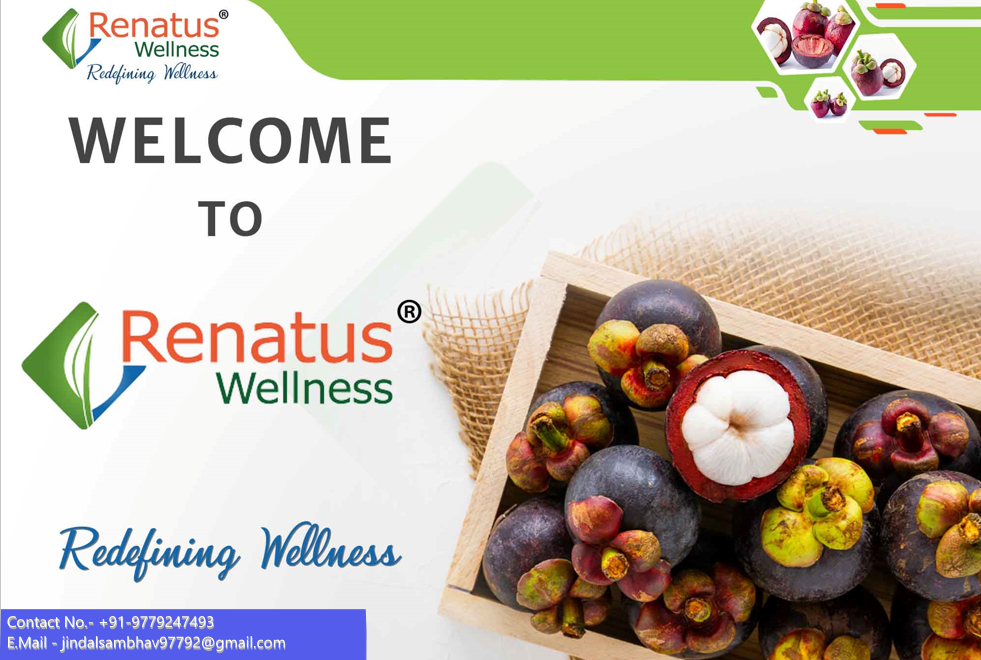 Renatus®
Wellness
Redefining Wellness
WELCOME
TO
Renatus®
Wellness
Redefining Wellness
Contact No.- +91-9779247493
E.Mail - jindalsambhav97792@gmail.com